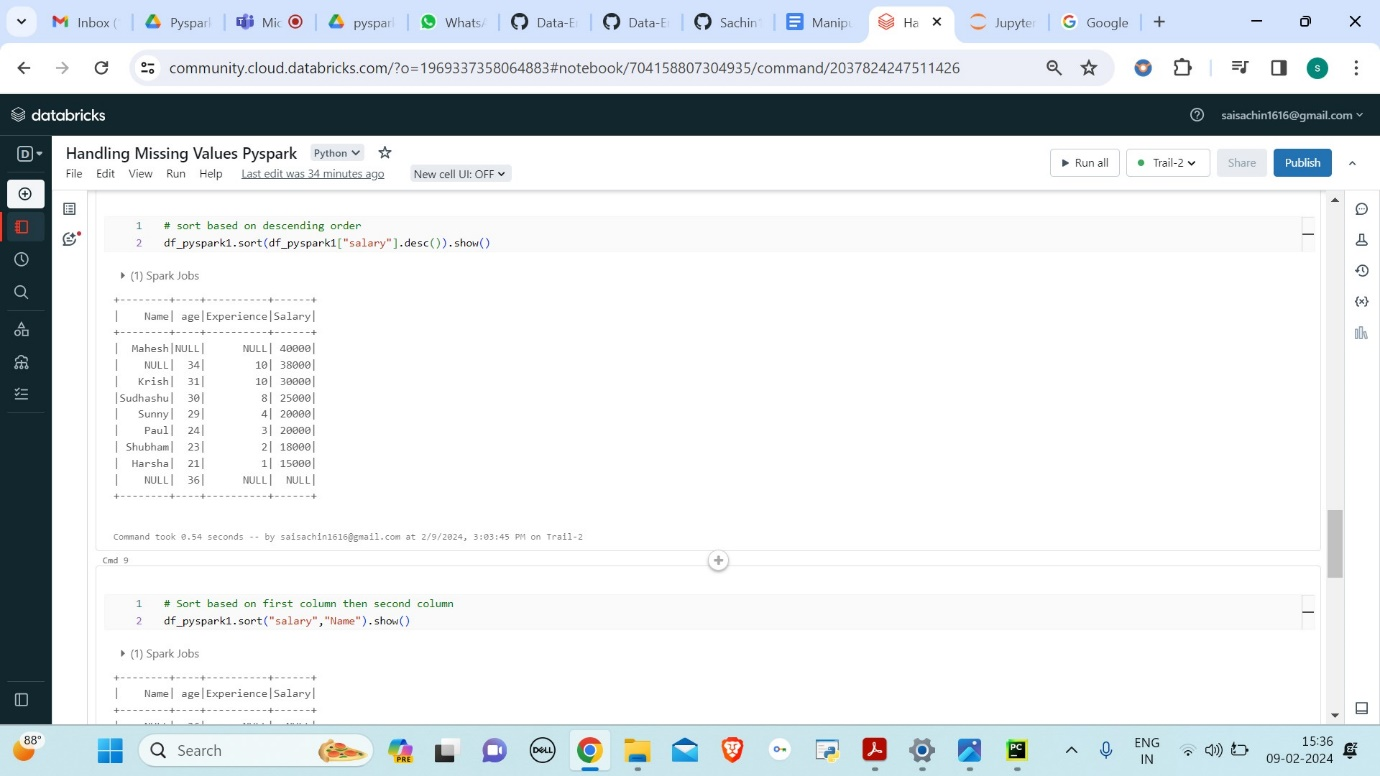 Inbox (
Pyspark
Mic
pyspark
WhatsA
Data-E
Data-E
Sachin
Manipu
Ha
Jupyter
Google
community.cloud.databricks.com/?o=1969337358064883#notebook/704158807304935/command/2037824247511426
S
databricks
saisachin1616@gmail.com
D
Handling Missing Values Pyspark Python
File Edit View Run Help Last edit was 34 minutes ago New cell UI: OFF
Run all Trail-2 Share Publish
1 # sort based on descending order
2 df_pyspark1.sort(df_pyspark1["salary"].desc()).show()
(1) Spark Jobs
+--------+----+----------+------+
|    Name| age|Experience|Salary|
+--------+----+----------+------+
|  Mahesh|NULL|      NULL| 40000|
|    NULL|  34|        10| 38000|
|   Krish|  31|        10| 30000|
|Sudhashu|  30|         8| 25000|
|   Sunny|  29|         4| 20000|
|    Paul|  24|         3| 20000|
| Shubham|  23|         2| 18000|
|  Harsha|  21|         1| 15000|
|    NULL|  36|      NULL|  NULL|
+--------+----+----------+------+
Command took 0.54 seconds -- by saisachin1616@gmail.com at 2/9/2024, 3:03:45 PM on Trail-2
Cmd 9
1 # Sort based on first column then second column
2 df_pyspark1.sort("salary","Name").show()
(1) Spark Jobs
+--------+----+----------+------+
|    Name| age|Experience|Salary|
+--------+----+----------+------+
88°
Search
PRE
DELL
PC
ENG
IN
15:36
09-02-2024